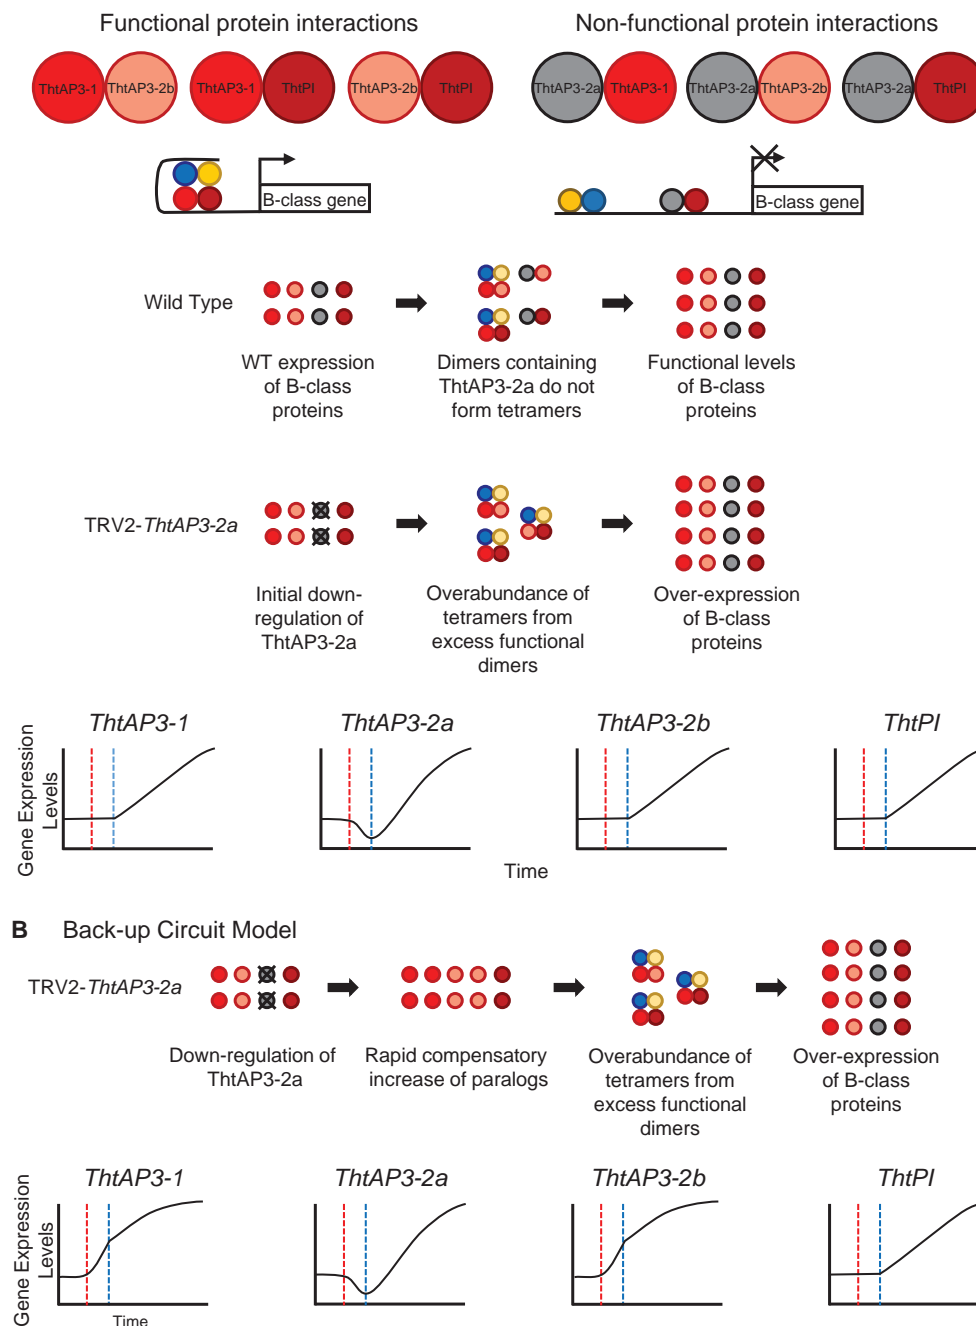 Functional protein interactions
Non-functional protein interactions
ThtAP3-1
ThtAP3-2b
ThtAP3-1
ThtPI
ThtAP3-2b
ThtPI
ThtAP3-2a
ThtAP3-1
ThtAP3-2a
ThtAP3-2b
ThtAP3-2a
ThtPI
B-class gene
B-class gene
Wild Type
WT expression
of B-class
proteins
Dimers containing
ThtAP3-2a do not
form tetramers
Functional levels
of B-class
proteins
TRV2-ThtAP3-2a
Initial down-
regulation of
ThtAP3-2a
Overabundance of
tetramers from
excess functional
dimers
Over-expression
of B-class
proteins
ThtAP3-1
ThtAP3-2a
ThtAP3-2b
ThtPI
Gene Expression
Levels
Time
B Back-up Circuit Model
TRV2-ThtAP3-2a
Down-regulation of
ThtAP3-2a
Rapid compensatory
increase of paralogs
Overabundance of
tetramers from
excess functional
dimers
Over-expression
of B-class
proteins
ThtAP3-1
ThtAP3-2a
ThtAP3-2b
ThtPI
Gene Expression
Levels
Time